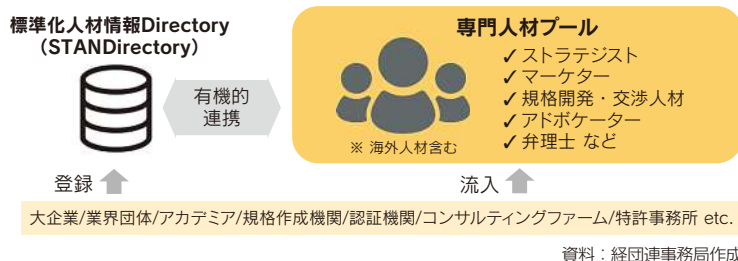 標準化人材情報Directory
（STANDirectory）
有機的
連携
専門人材プール
✓ストラテジスト
✓マーケター
✓規格開発・交渉人材
✓アドボケーター
✓弁理士 など
※ 海外人材含む
登録
流入
大企業/業界団体/アカデミア/規格作成機関/認証機関/コンサルティングファーム/特許事務所 etc.
資料：経団連事務局作成